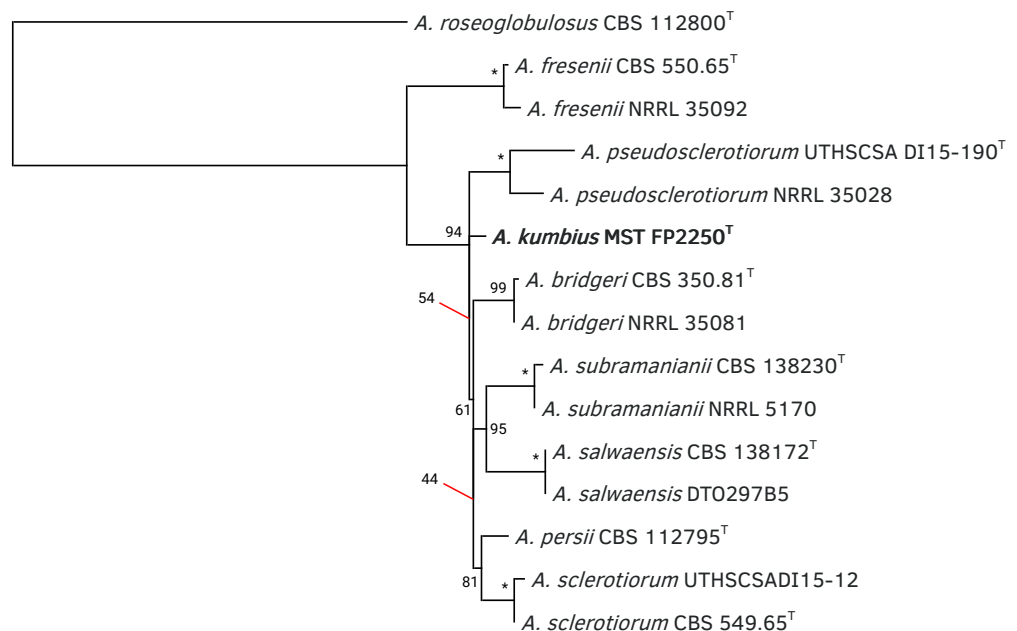 A. roseoglobulosus CBS 112800ᵀ
* A. fresenii CBS 550.65ᵀ
A. fresenii NRRL 35092
* A. pseudosclerotiorum UTHSCSA DI15-190ᵀ
A. pseudosclerotiorum NRRL 35028
94 A. kumbius MST FP2250ᵀ
99 A. bridgeri CBS 350.81ᵀ
54
A. bridgeri NRRL 35081
* A. subramanianii CBS 138230ᵀ
61 A. subramanianii NRRL 5170
95
* A. salwaensis CBS 138172ᵀ
44
A. salwaensis DTO297B5
A. persii CBS 112795ᵀ
81 * A. sclerotiorum UTHSCSADI15-12
A. sclerotiorum CBS 549.65ᵀ